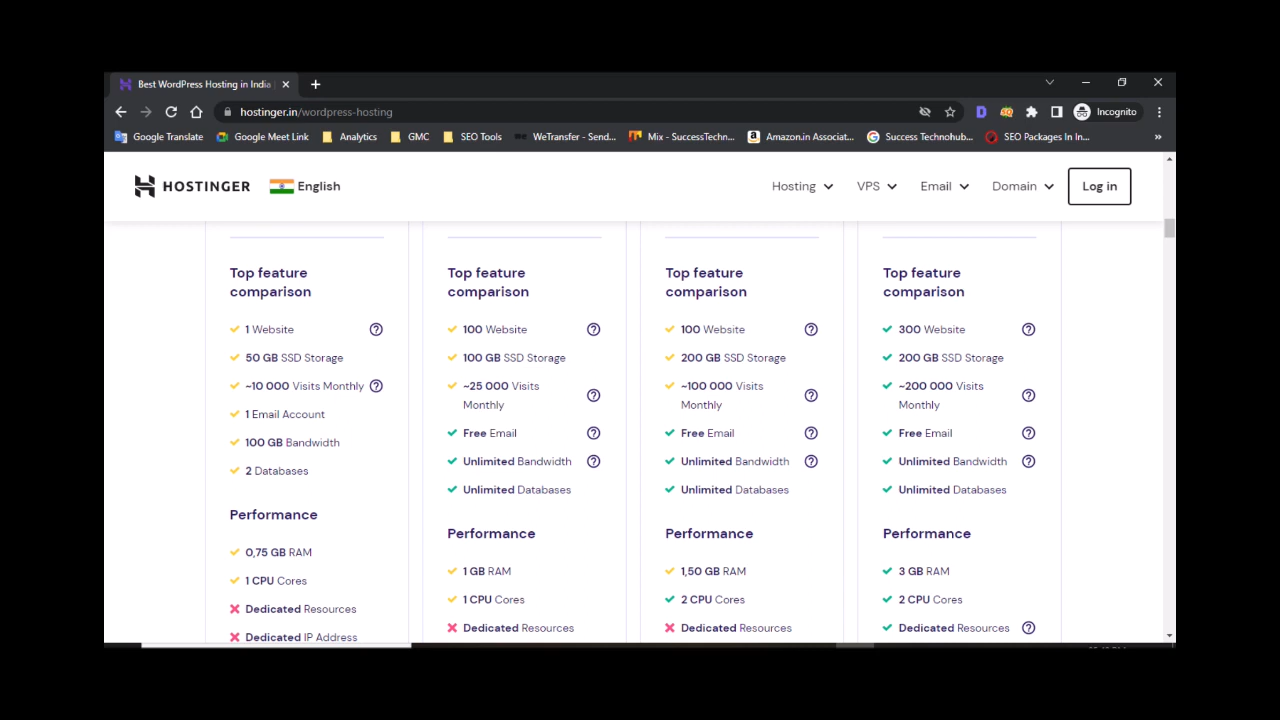 Best WordPress Hosting in India
hostinger.in/wordpress-hosting
Incognito
Google Translate
Google Meet Link
Analytics
GMC
SEO Tools
WeTransfer - Send...
Mix - SuccessTechn...
Amazon.in Associat...
Success Technohub...
SEO Packages In In...
HOSTINGER
English
Hosting
VPS
Email
Domain
Log in
Top feature
comparison
1 Website
50 GB SSD Storage
~10 000 Visits Monthly
1 Email Account
100 GB Bandwidth
2 Databases
Performance
0,75 GB RAM
1 CPU Cores
Dedicated Resources
Dedicated IP Address
Top feature
comparison
100 Website
100 GB SSD Storage
~25 000 Visits
Monthly
Free Email
Unlimited Bandwidth
Unlimited Databases
Performance
1 GB RAM
1 CPU Cores
Dedicated Resources
Top feature
comparison
100 Website
200 GB SSD Storage
~100 000 Visits
Monthly
Free Email
Unlimited Bandwidth
Unlimited Databases
Performance
1,50 GB RAM
2 CPU Cores
Dedicated Resources
Top feature
comparison
300 Website
200 GB SSD Storage
~200 000 Visits
Monthly
Free Email
Unlimited Bandwidth
Unlimited Databases
Performance
3 GB RAM
2 CPU Cores
Dedicated Resources